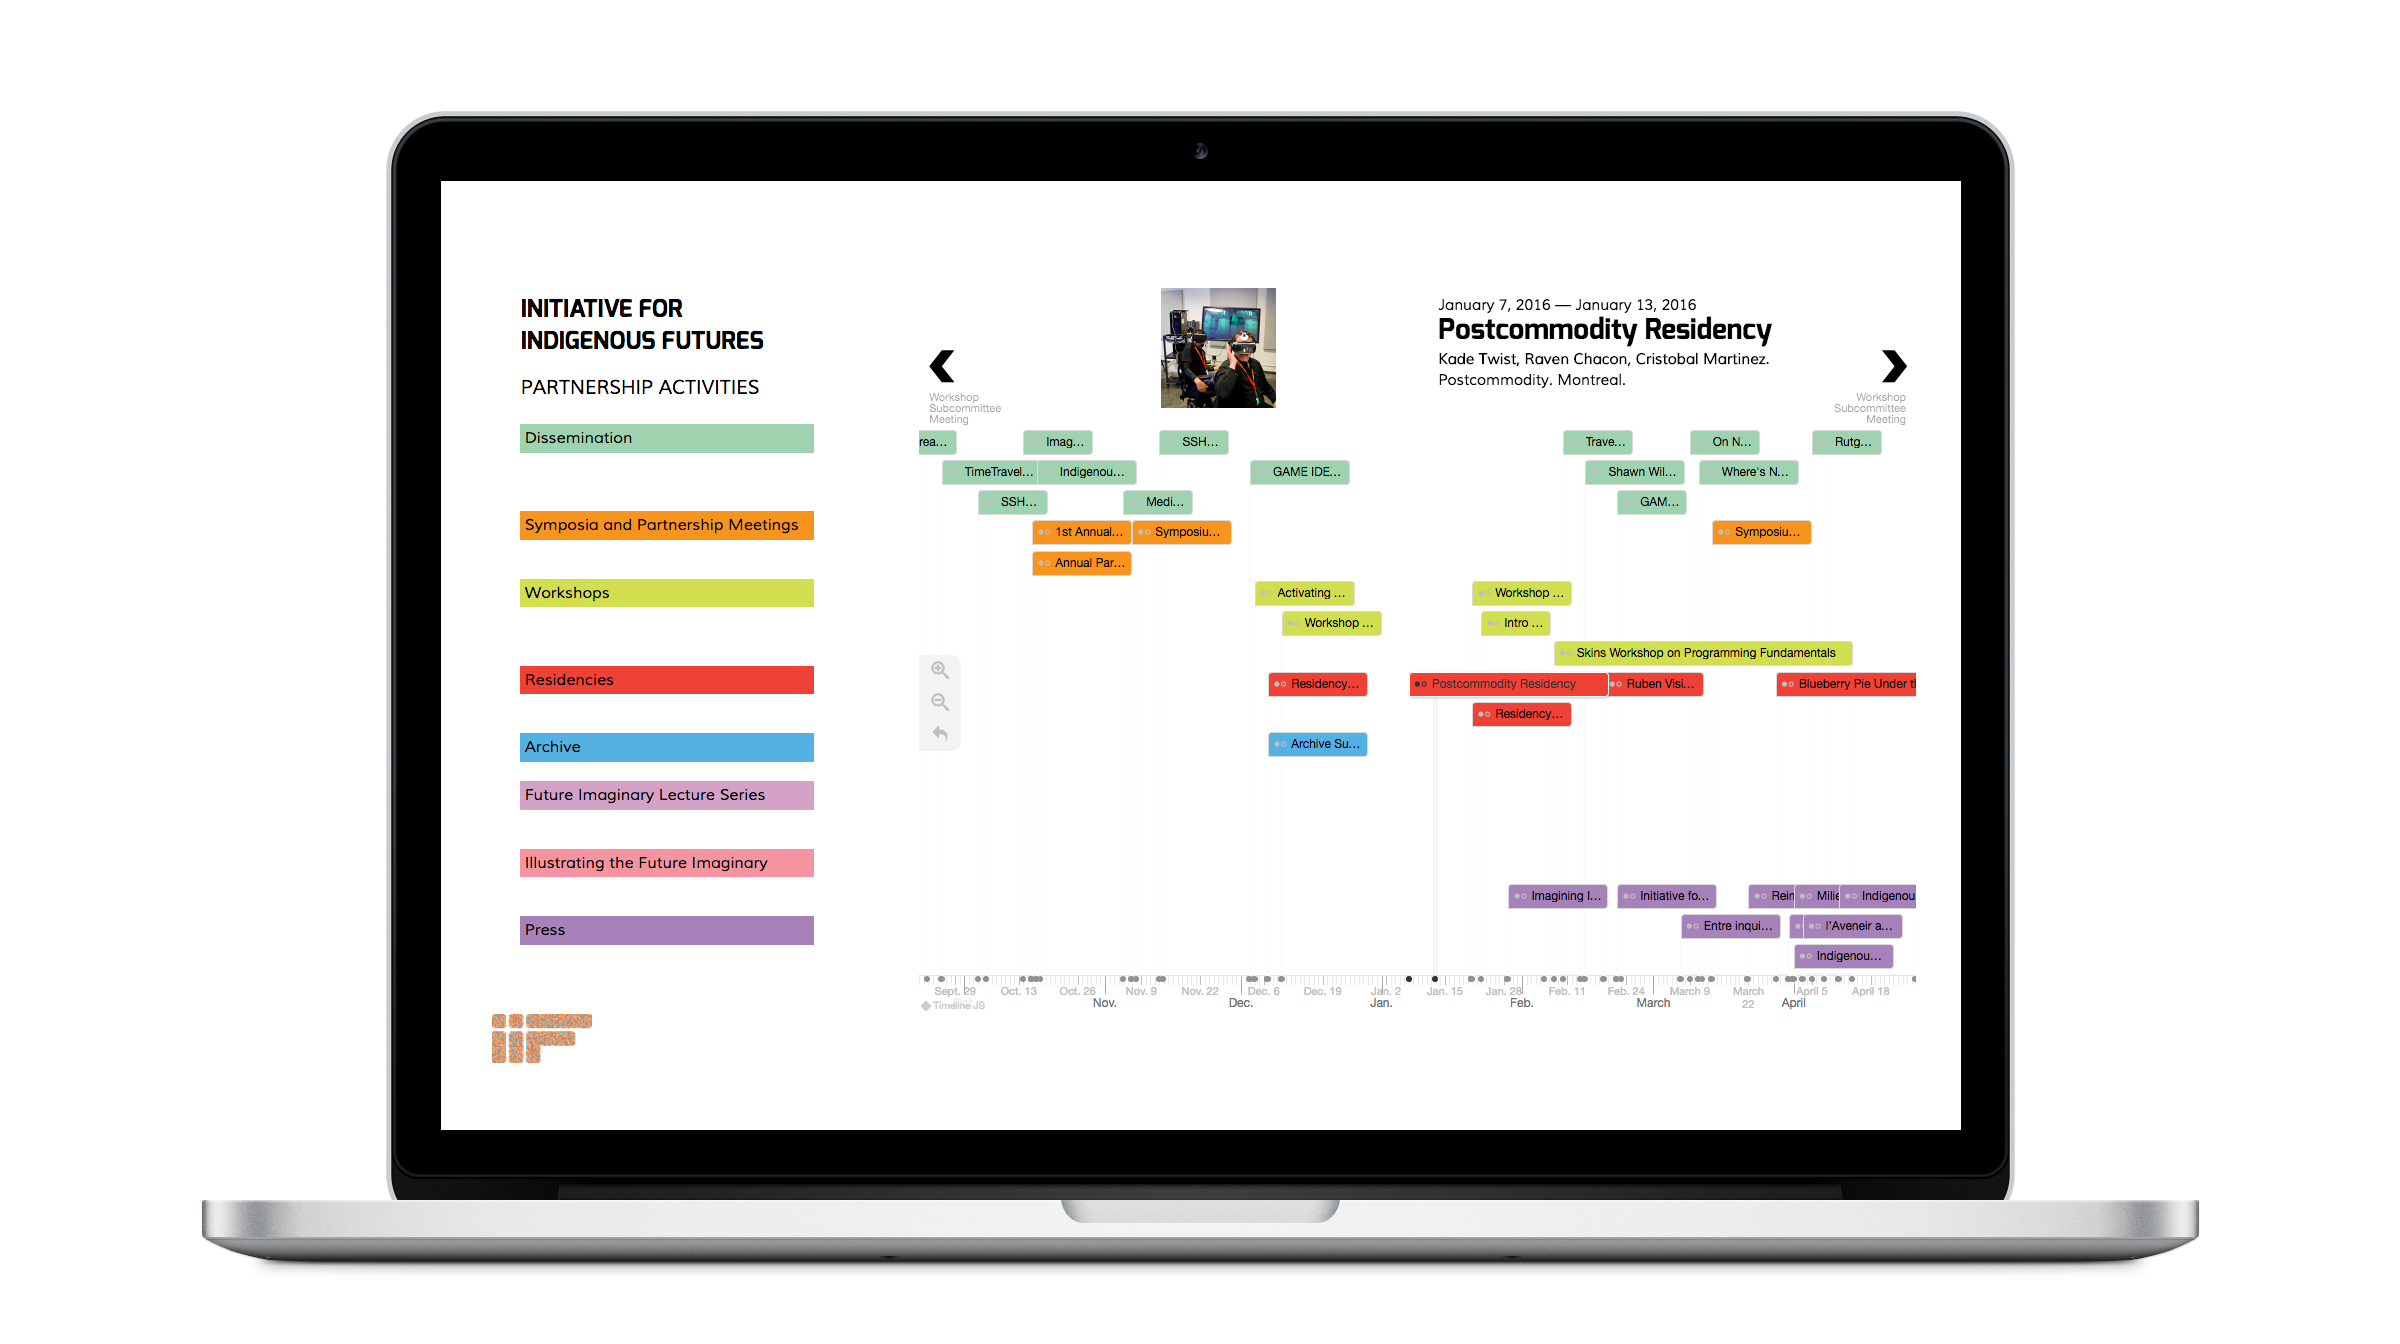 INITIATIVE FOR
INDIGENOUS FUTURES
PARTNERSHIP ACTIVITIES
Dissemination
Symposia and Partnership Meetings
Workshops
Residencies
Archive
Future Imaginary Lecture Series
Illustrating the Future Imaginary
Press
iiF
January 7, 2016 — January 13, 2016
Postcommodity Residency
Kade Twist, Raven Chacon, Cristobal Martinez.
Postcommodity. Montreal.
Workshop
Subcommittee
Meeting
Workshop
Subcommittee
Meeting
rea...
Imag...
SSH...
Trave...
On N...
Rutg...
TimeTravel...
Indigenou...
GAME IDE...
Shawn Wil...
Where's N...
SSH...
Medi...
GAM...
1st Annual...
Symposiu...
Symposiu...
Annual Par...
Activating ...
Workshop ...
Workshop ...
Intro ...
Skins Workshop on Programming Fundamentals
Residency...
Postcommodity Residency
Ruben Visi...
Blueberry Pie Under t
Residency...
Archive Su...
Imagining I...
Initiative fo...
Rein
Milie
Indigenou
Entre inqui...
l'Aveneir a...
Indigenou...
Sept. 29
Oct. 13
Oct. 26
Nov. 9
Nov. 22
Dec. 6
Dec. 19
Jan. 2
Jan. 15
Jan. 28
Feb. 11
Feb. 24
March 9
March 22
April 5
April 18
Nov.
Dec.
Jan.
Feb.
March
April
Timeline JS